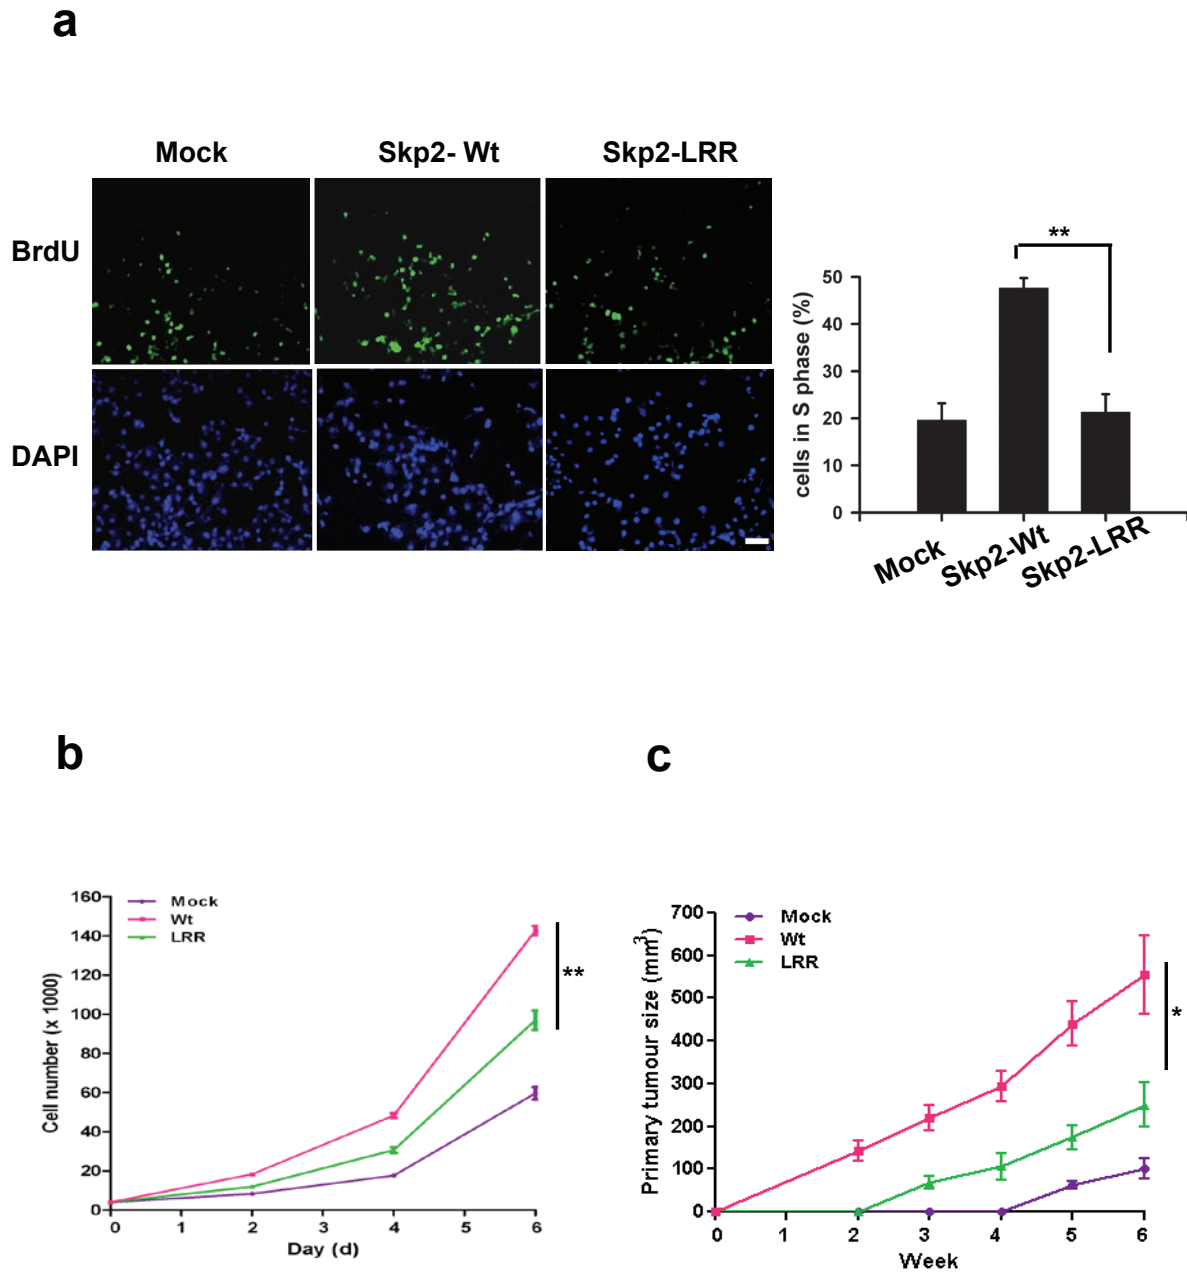 a
Mock Skp2- Wt Skp2-LRR
BrdU
DAPI
**
50
40
30
20
10
0
cells in S phase (%)
Mock Skp2-Wt Skp2-LRR
b
160
140
120
100
80
60
40
20
0
Cell number (x 1000)
Mock
Wt
LRR
**
0 1 2 3 4 5 6
Day (d)
c
700
600
500
400
300
200
100
0
Primary tumour size (mm³)
Mock
Wt
LRR
*
0 1 2 3 4 5 6
Week